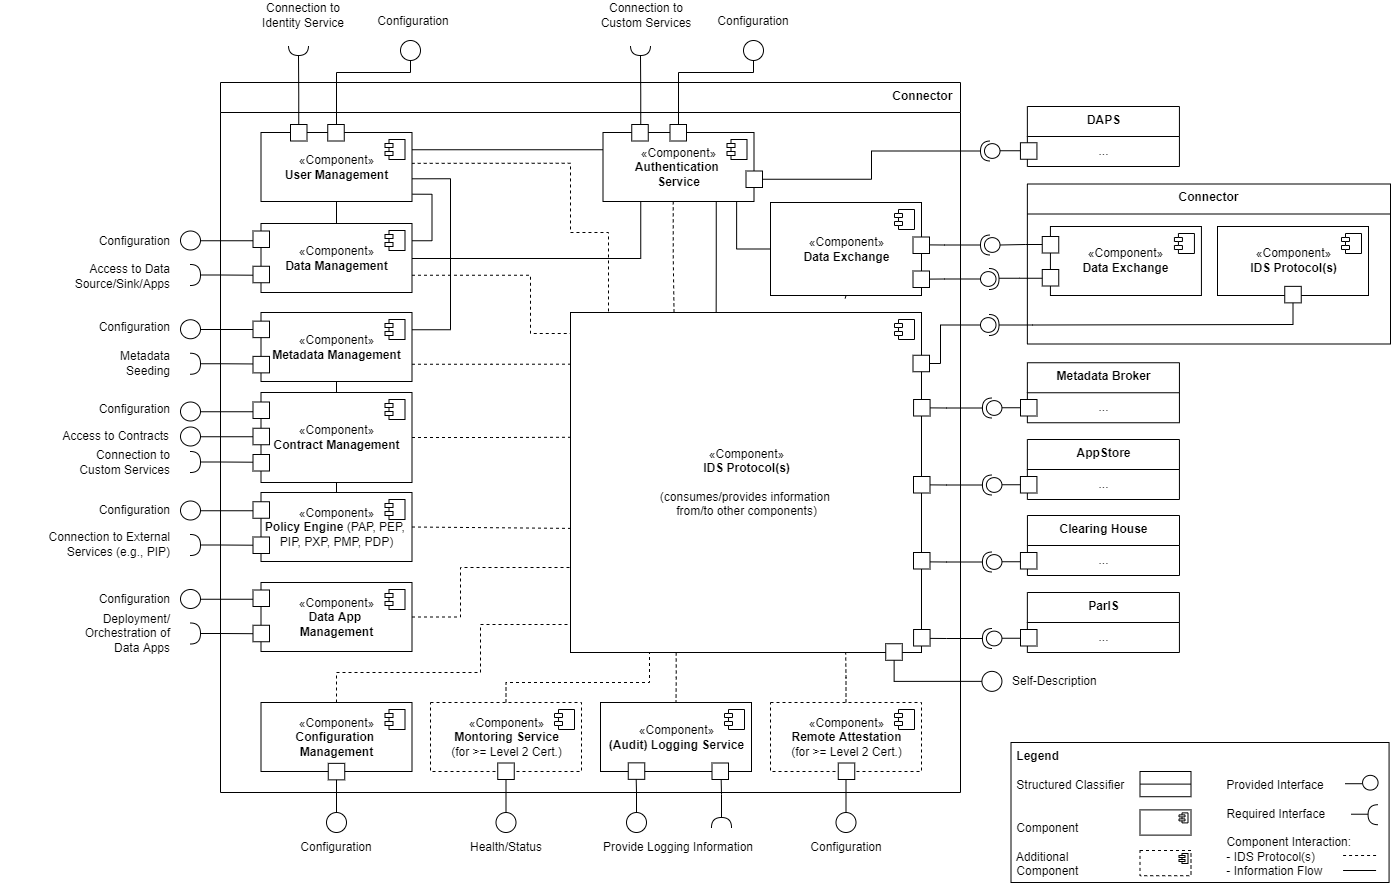 Connection to
Identity Service
Configuration
Connection to
Custom Services
Configuration
Connector
«Component»
User Management
«Component»
Authentication
Service
DAPS
...
Connector
Configuration
Access to Data
Source/Sink/Apps
«Component»
Data Management
«Component»
Data Exchange
«Component»
Data Exchange
«Component»
IDS Protocol(s)
Configuration
Metadata
Seeding
«Component»
Metadata Management
Metadata Broker
...
Configuration
Access to Contracts
Connection to
Custom Services
«Component»
Contract Management
«Component»
IDS Protocol(s)
(consumes/provides information
from/to other components)
AppStore
...
Configuration
Connection to External
Services (e.g., PIP)
«Component»
Policy Engine (PAP, PEP,
PIP, PXP, PMP, PDP)
Clearing House
...
Configuration
Deployment/
Orchestration of
Data Apps
«Component»
Data App
Management
ParIS
...
Self-Description
«Component»
Configuration
Management
«Component»
Montoring Service
(for >= Level 2 Cert.)
«Component»
(Audit) Logging Service
«Component»
Remote Attestation
(for >= Level 2 Cert.)
Configuration
Health/Status
Provide Logging Information
Configuration
Legend
Structured Classifier
Component
Additional
Component
Provided Interface
Required Interface
Component Interaction:
- IDS Protocol(s)
- Information Flow